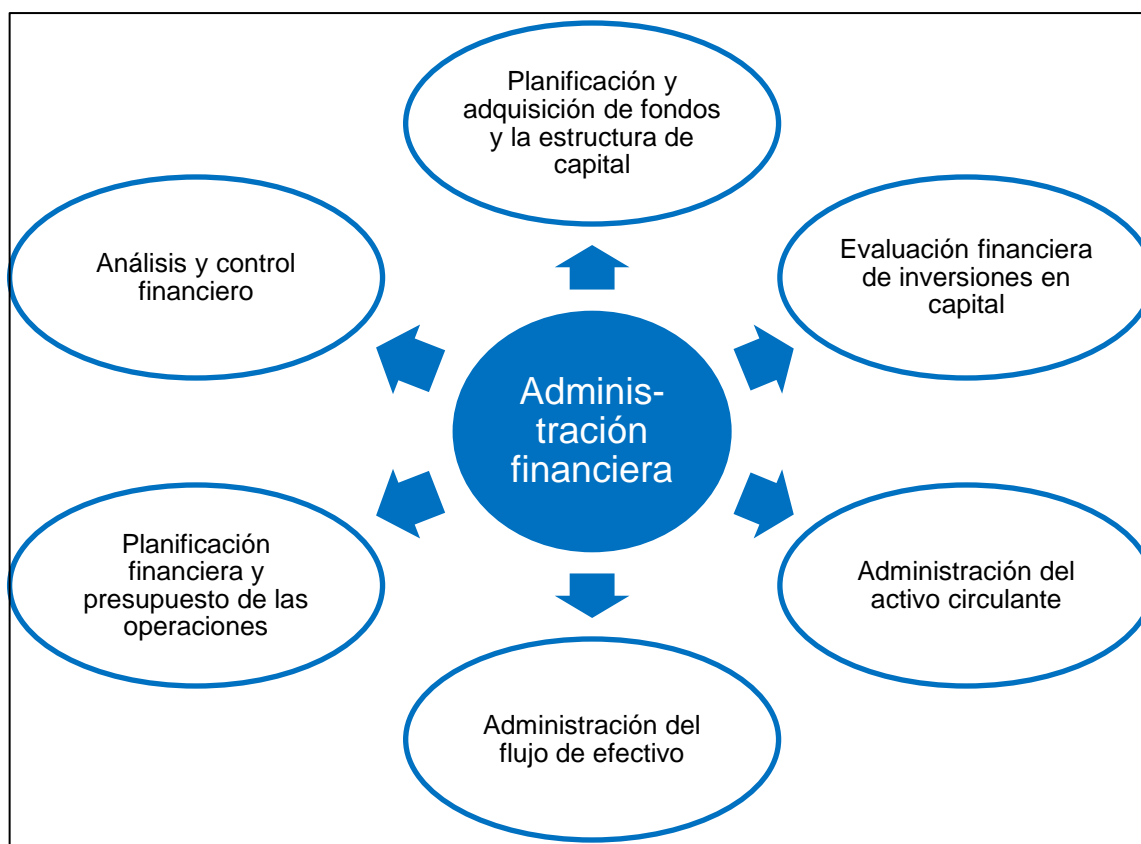 Planificación y
adquisición de fondos
y la estructura de
capital
Análisis y control
financiero
Evaluación financiera
de inversiones en
capital
Adminis-
tración
financiera
Planificación
financiera y
presupuesto de las
operaciones
Administración del
activo circulante
Administración del
flujo de efectivo